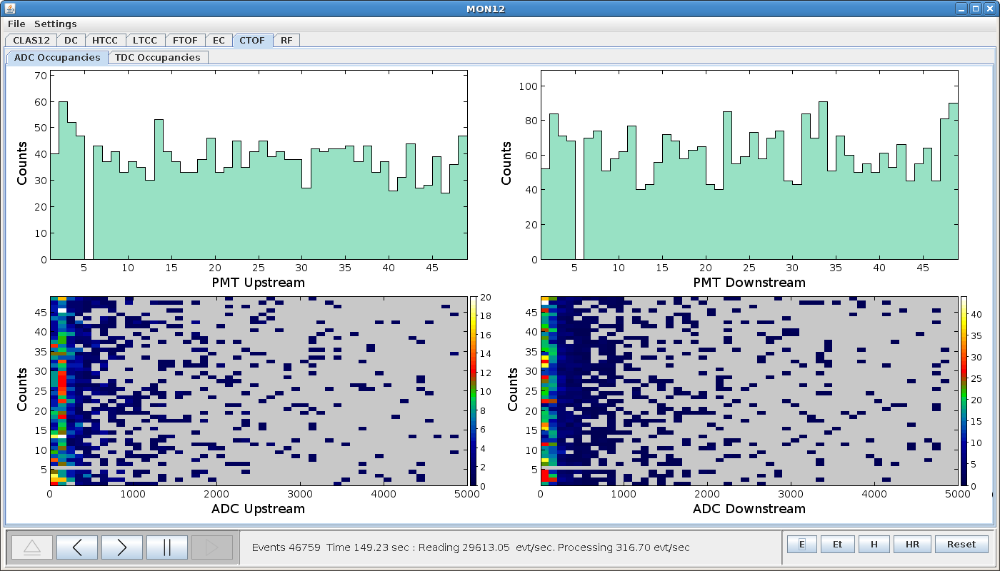 MON12
File Settings
CLAS12 DC HTCC LTCC FTOF EC CTOF RF
ADC Occupancies TDC Occupancies
70
60
50
40
30
20
10
0
Counts
5 10 15 20 25 30 35 40 45
PMT Upstream
100
80
60
40
20
0
Counts
5 10 15 20 25 30 35 40 45
PMT Downstream
45
40
35
30
25
20
15
10
5
Counts
0 1000 2000 3000 4000 5000
ADC Upstream
20
18
16
14
12
10
8
6
4
2
0
45
40
35
30
25
20
15
10
5
Counts
0 1000 2000 3000 4000 5000
ADC Downstream
40
35
30
25
20
15
10
5
0
Events 46759 Time 149.23 sec : Reading 29613.05 evt/sec. Processing 316.70 evt/sec
E Et H HR Reset